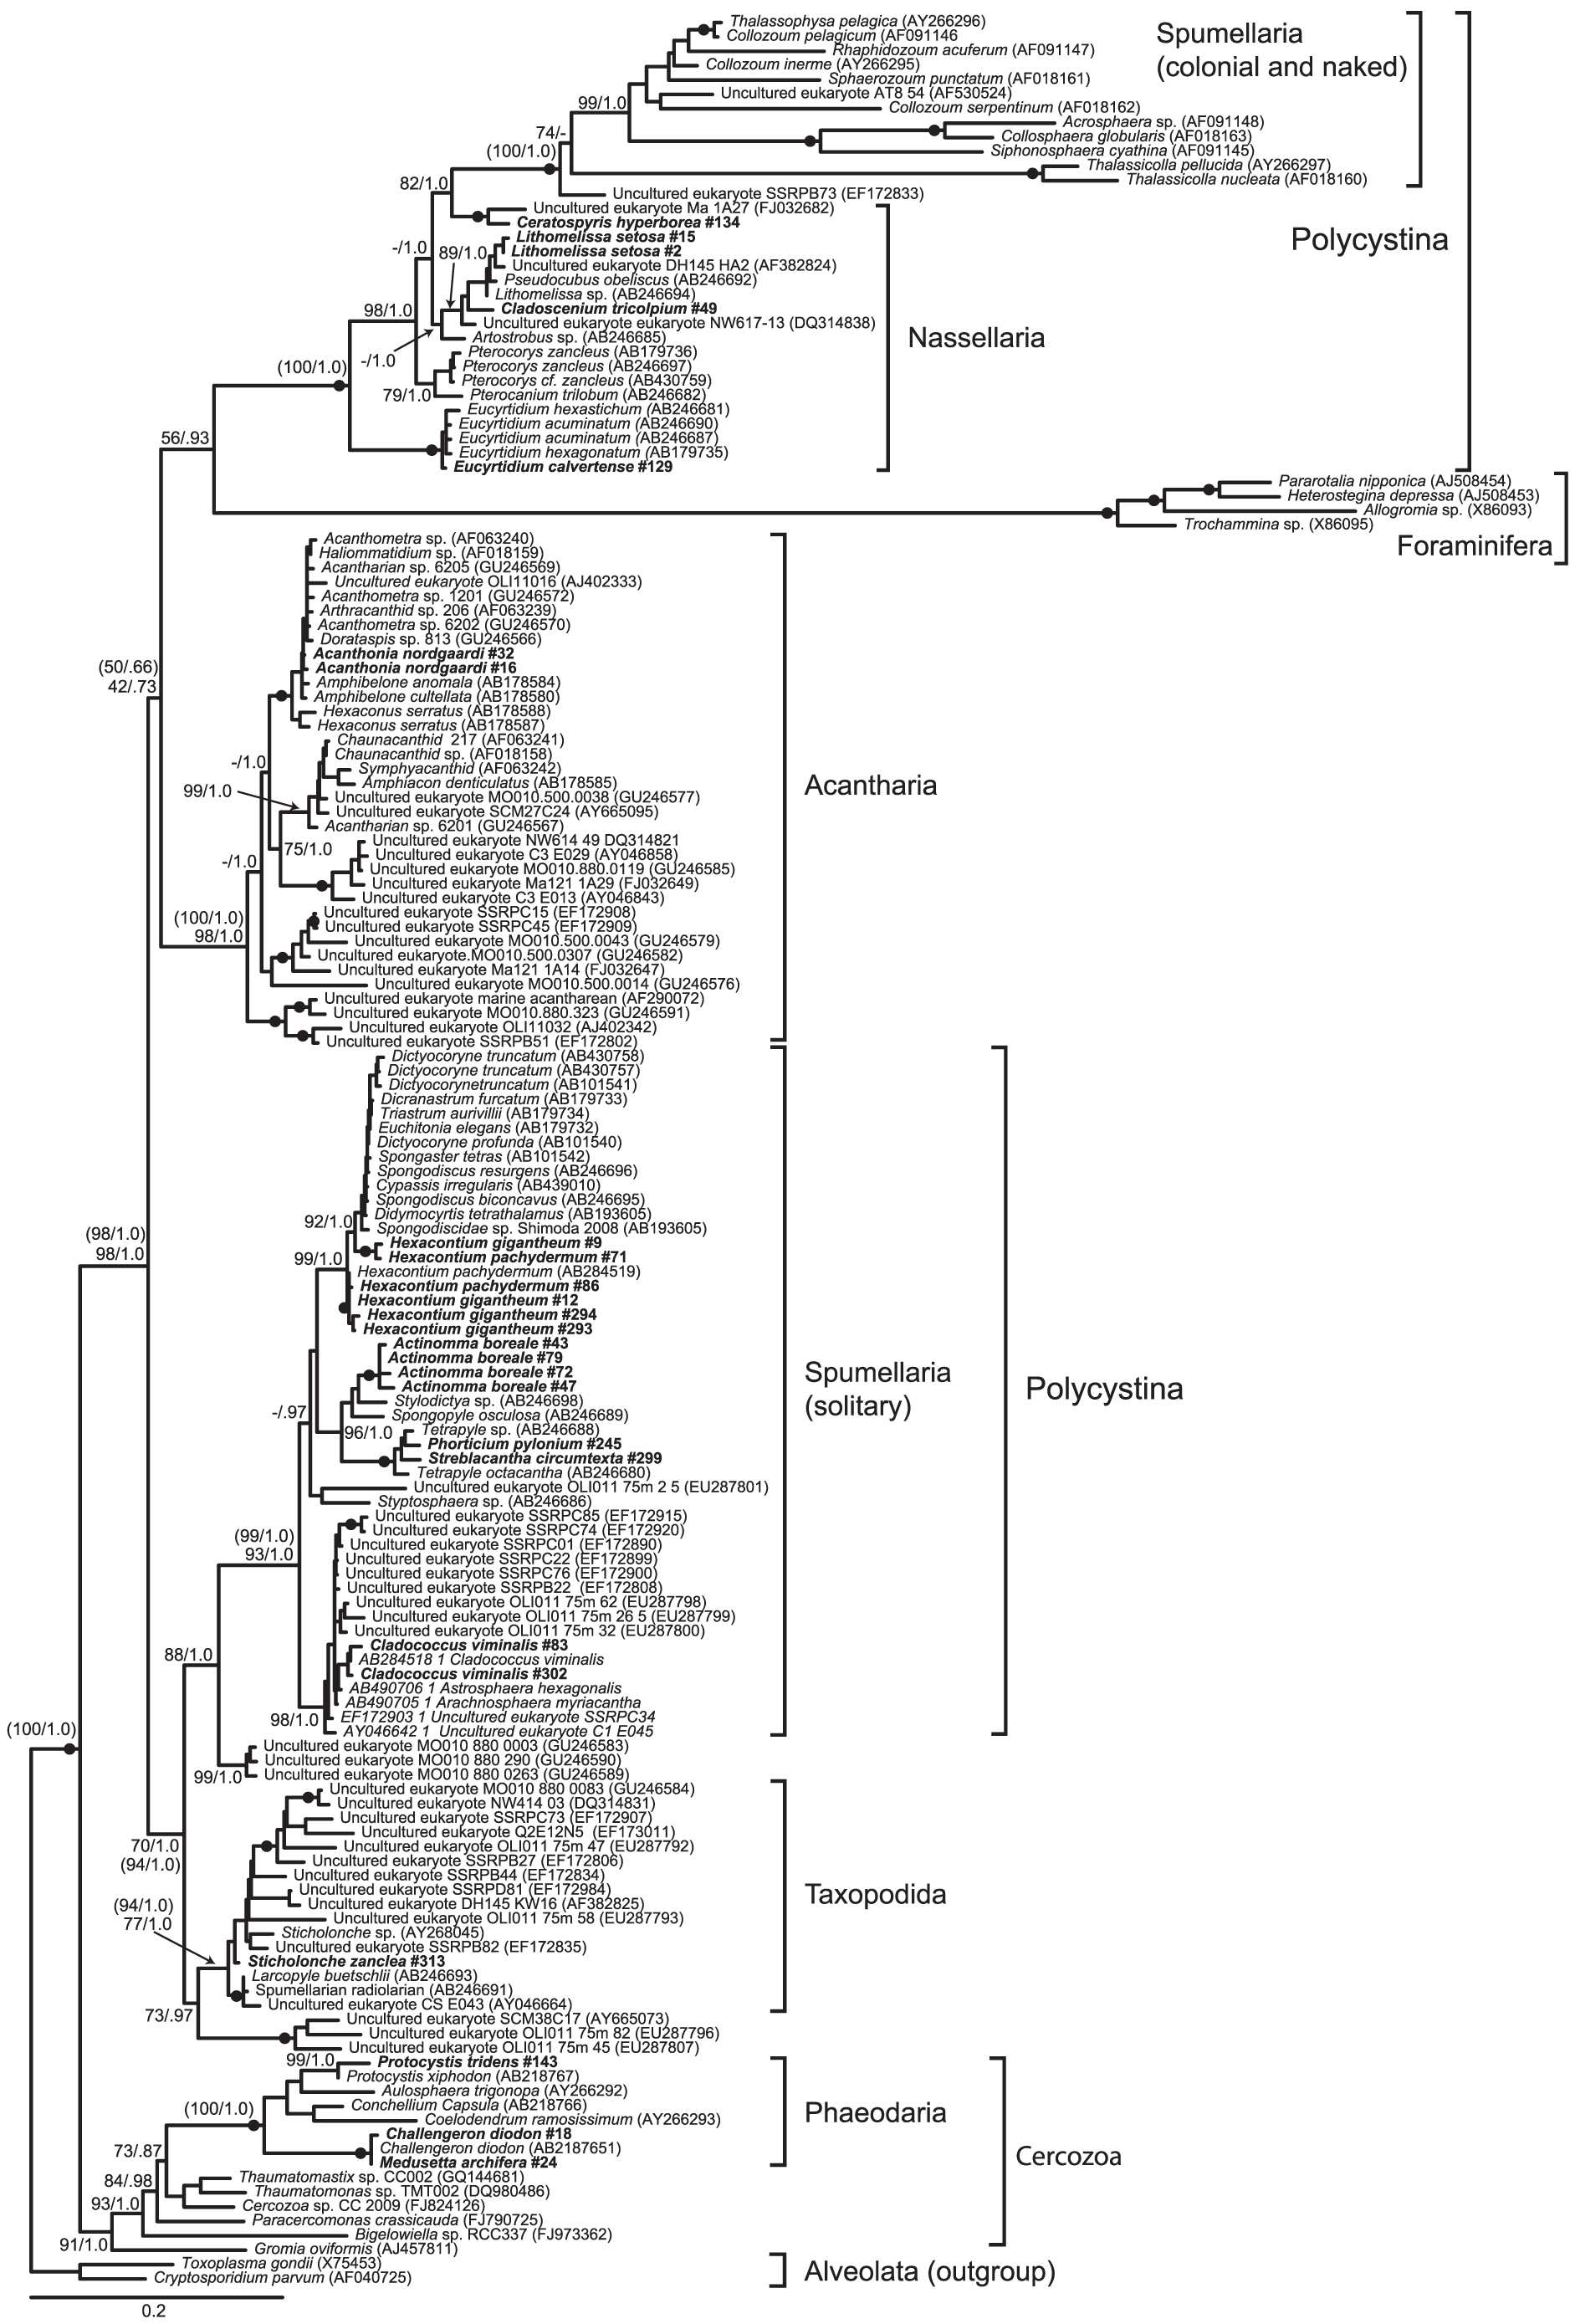 Thalassophysa pelagica (AY266296)
Collozoum pelagicum (AF091146
Rhaphidozoum acuferum (AF091147)
Collozoum inerme (AY266295)
Sphaerozoum punctatum (AF018161)
Uncultured eukaryote AT8 54 (AF530524)
Collozoum serpentinum (AF018162)
Acrosphaera sp. (AF091148)
Collosphaera globularis (AF018163)
Siphonosphaera cyathina (AF091145)
Thalassicolla pellucida (AY266297)
Thalassicolla nucleata (AF018160)
Uncultured eukaryote SSRPB73 (EF172833)
Spumellaria
(colonial and naked)
99/1.0
74/-
(100/1.0)
82/1.0
Uncultured eukaryote Ma 1A27 (FJ032682)
Ceratospyris hyperborea #134
Lithomelissa setosa #15
Lithomelissa setosa #2
Uncultured eukaryote DH145 HA2 (AF382824)
Pseudocubus obeliscus (AB246692)
Lithomelissa sp. (AB246694)
Cladoscenium tricolpium #49
Uncultured eukaryote eukaryote NW617-13 (DQ314838)
Artostrobus sp. (AB246685)
Pterocorys zancleus (AB179736)
Pterocorys zancleus (AB246697)
Pterocorys cf. zancleus (AB430759)
Pterocanium trilobum (AB246682)
Eucyrtidium hexastichum (AB246681)
Eucyrtidium acuminatum (AB246690)
Eucyrtidium acuminatum (AB246687)
Eucyrtidium hexagonatum (AB179735)
Eucyrtidium calvertense #129
Nassellaria
Polycystina
-/1.0
89/1.0
98/1.0
-/1.0
(100/1.0)
79/1.0
56/.93
Pararotalia nipponica (AJ508454)
Heterostegina depressa (AJ508453)
Allogromia sp. (X86093)
Trochammina sp. (X86095)
Foraminifera
Acanthometra sp. (AF063240)
Haliommatidium sp. (AF018159)
Acantharian sp. 6205 (GU246569)
Uncultured eukaryote OLI11016 (AJ402333)
Acanthometra sp. 1201 (GU246572)
Arthracanthid sp. 206 (AF063239)
Acanthometra sp. 6202 (GU246570)
Dorataspis sp. 813 (GU246566)
Acanthonia nordgaardi #32
Acanthonia nordgaardi #16
Amphibelone anomala (AB178584)
Amphibelone cultellata (AB178580)
Hexaconus serratus (AB178588)
Hexaconus serratus (AB178587)
Chaunacanthid 217 (AF063241)
Chaunacanthid sp. (AF018158)
Symphyacanthid (AF063242)
Amphiacon denticulatus (AB178585)
Uncultured eukaryote MO010.500.0038 (GU246577)
Uncultured eukaryote SCM27C24 (AY665095)
Acantharian sp. 6201 (GU246567)
Uncultured eukaryote NW614 49 DQ314821
Uncultured eukaryote C3 E029 (AY046858)
Uncultured eukaryote MO010.880.0119 (GU246585)
Uncultured eukaryote Ma121 1A29 (FJ032649)
Uncultured eukaryote C3 E013 (AY046843)
Uncultured eukaryote SSRPC15 (EF172908)
Uncultured eukaryote SSRPC45 (EF172909)
Uncultured eukaryote MO010.500.0043 (GU246579)
Uncultured eukaryote.MO010.500.0307 (GU246582)
Uncultured eukaryote Ma121 1A14 (FJ032647)
Uncultured eukaryote MO010.500.0014 (GU246576)
Uncultured eukaryote marine acantharean (AF290072)
Uncultured eukaryote MO010.880.323 (GU246591)
Uncultured eukaryote OLI11032 (AJ402342)
Uncultured eukaryote SSRPB51 (EF172802)
Acantharia
(50/.66)
42/.73
-/1.0
99/1.0
75/1.0
-/1.0
(100/1.0)
98/1.0
Dictyocoryne truncatum (AB430758)
Dictyocoryne truncatum (AB430757)
Dictyocorynetruncatum (AB101541)
Dicranastrum furcatum (AB179733)
Triastrum aurivillii (AB179734)
Euchitonia elegans (AB179732)
Dictyocoryne profunda (AB101540)
Spongaster tetras (AB101542)
Spongodiscus resurgens (AB246696)
Cypassis irregularis (AB439010)
Spongodiscus biconcavus (AB246695)
Didymocyrtis tetrathalamus (AB193605)
Spongodiscidae sp. Shimoda 2008 (AB193605)
Hexacontium gigantheum #9
Hexacontium pachydermum #71
Hexacontium pachydermum (AB284519)
Hexacontium pachydermum #86
Hexacontium gigantheum #12
Hexacontium gigantheum #294
Hexacontium gigantheum #293
Actinomma boreale #43
Actinomma boreale #79
Actinomma boreale #72
Actinomma boreale #47
Stylodictya sp. (AB246698)
Spongopyle osculosa (AB246689)
Tetrapyle sp. (AB246688)
Phorticium pylonium #245
Streblacantha circumtexta #299
Tetrapyle octacantha (AB246680)
Uncultured eukaryote OLI011 75m 2 5 (EU287801)
Styptosphaera sp. (AB246686)
Uncultured eukaryote SSRPC85 (EF172915)
Uncultured eukaryote SSRPC74 (EF172920)
Uncultured eukaryote SSRPC01 (EF172890)
Uncultured eukaryote SSRPC22 (EF172899)
Uncultured eukaryote SSRPC76 (EF172900)
Uncultured eukaryote SSRPB22 (EF172808)
Uncultured eukaryote OLI011 75m 62 (EU287798)
Uncultured eukaryote OLI011 75m 26 5 (EU287799)
Uncultured eukaryote OLI011 75m 32 (EU287800)
Cladococcus viminalis #83
AB284518 1 Cladococcus viminalis
Cladococcus viminalis #302
AB490706 1 Astrosphaera hexagonalis
AB490705 1 Arachnosphaera myriacantha
EF172903 1 Uncultured eukaryote SSRPC34
AY046642 1 Uncultured eukaryote C1 E045
Spumellaria
(solitary)
Polycystina
(98/1.0)
98/1.0
92/1.0
99/1.0
-/.97
96/1.0
(99/1.0)
93/1.0
88/1.0
98/1.0
(100/1.0)
Uncultured eukaryote MO010 880 0003 (GU246583)
Uncultured eukaryote MO010 880 290 (GU246590)
Uncultured eukaryote MO010 880 0263 (GU246589)
99/1.0
Uncultured eukaryote MO010 880 0083 (GU246584)
Uncultured eukaryote NW414 03 (DQ314831)
Uncultured eukaryote SSRPC73 (EF172907)
Uncultured eukaryote Q2E12N5 (EF173011)
Uncultured eukaryote OLI011 75m 47 (EU287792)
Uncultured eukaryote SSRPB27 (EF172806)
Uncultured eukaryote SSRPB44 (EF172834)
Uncultured eukaryote SSRPD81 (EF172984)
Uncultured eukaryote DH145 KW16 (AF382825)
Uncultured eukaryote OLI011 75m 58 (EU287793)
Sticholonche sp. (AY268045)
Uncultured eukaryote SSRPB82 (EF172835)
Sticholonche zanclea #313
Larcopyle buetschlii (AB246693)
Spumellarian radiolarian (AB246691)
Uncultured eukaryote CS E043 (AY046664)
Uncultured eukaryote SCM38C17 (AY665073)
Uncultured eukaryote OLI011 75m 82 (EU287796)
Uncultured eukaryote OLI011 75m 45 (EU287807)
Taxopodida
70/1.0
(94/1.0)
(94/1.0)
77/1.0
73/.97
99/1.0
Protocystis tridens #143
Protocystis xiphodon (AB218767)
Aulosphaera trigonopa (AY266292)
Conchellium Capsula (AB218766)
Coelodendrum ramosissimum (AY266293)
Challengeron diodon #18
Challengeron diodon (AB2187651)
Medusetta archifera #24
Thaumatomastix sp. CC002 (GQ144681)
Thaumatomonas sp. TMT002 (DQ980486)
Cercozoa sp. CC 2009 (FJ824126)
Paracercomonas crassicauda (FJ790725)
Bigelowiella sp. RCC337 (FJ973362)
Gromia oviformis (AJ457811)
Phaeodaria
Cercozoa
(100/1.0)
73/.87
84/.98
93/1.0
91/1.0
Toxoplasma gondii (X75453)
Cryptosporidium parvum (AF040725)
Alveolata (outgroup)
0.2